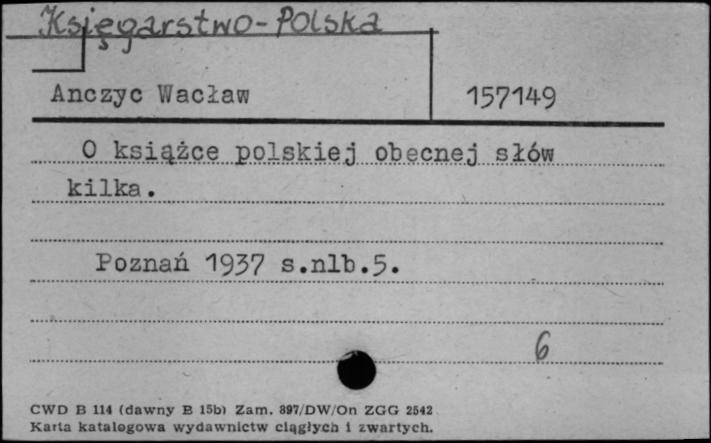 Księgarstwo-Polska
Anczyc Wacław 157149
O książce polskiej obecnej słów
kilka.
Poznań 1937 s.nlb.5.
6
CWD B 114 (dawny B 15b) Zam. 397/DW/On ZGG 2542
Karta katalogowa wydawnictw ciągłych i zwartych.